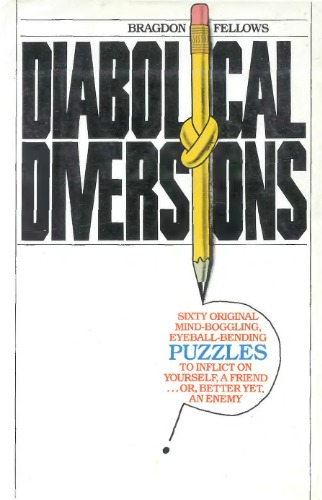 BRAGDON FELLOWS
DIABOLICAL
DIVERSIONS
SIXTY ORIGINAL
MIND-BOGGLING,
EYEBALL-BENDING
PUZZLES
TO INFLICT ON
YOURSELF, A FRIEND
...OR, BETTER YET,
AN ENEMY